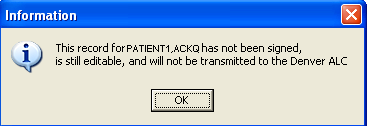 Information
This record for PATIENT1,ACKQ has not been signed,
is still editable, and will not be transmitted to the Denver ALC
OK